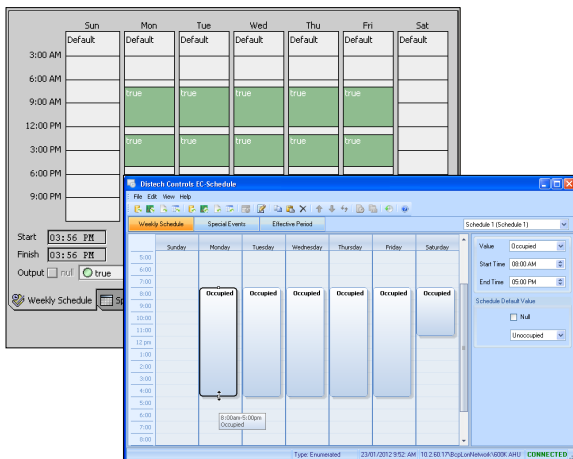 Sun Mon Tue Wed Thu Fri Sat
Default Default Default Default Default Default Default
3:00 AM
6:00 AM
9:00 AM
true true true true true
12:00 PM
3:00 PM
true true true true true
6:00 PM
9:00 PM
Start 03:56 PM
Finish 03:56 PM
Output null true
Weekly Schedule Sp
Distech Controls EC-Schedule
File Edit View Help
Weekly Schedule Special Events Effective Period Schedule 1 (Schedule 1)
Sunday Monday Tuesday Wednesday Thursday Friday Saturday
5:00
6:00
7:00
8:00
9:00
10:00
11:00
12 pm
1:00
2:00
3:00
4:00
5:00
6:00
7:00
8:00
Occupied Occupied Occupied Occupied Occupied Occupied
8:00am-5:00pm
Occupied
Value Occupied
Start Time 08:00 AM
End Time 05:00 PM
Schedule Default Value
Null
Unoccupied
Type: Enumerated 23/01/2012 9:52 AM 10.2.60.17\BcpLonNetwork\600K AHU CONNECTED